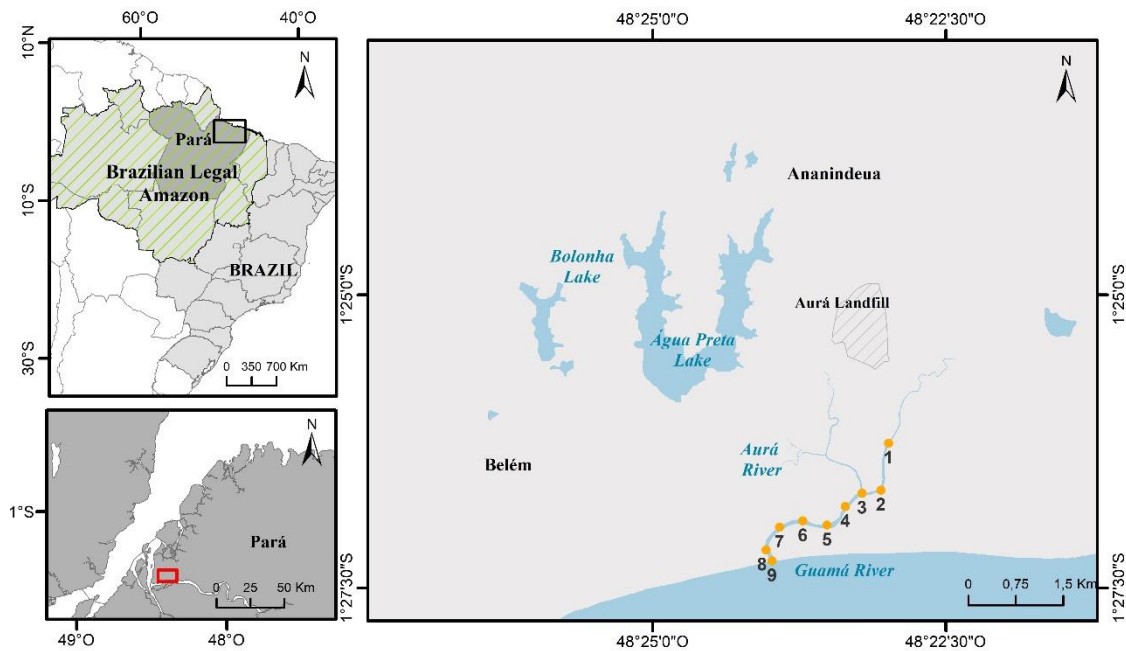 60°O
40°O
10°N
10°S
30°S
N
Pará
Brazilian Legal
Amazon
BRAZIL
0 350 700 Km
1°S
49°O
48°O
N
Pará
0 25 50 Km
48°25'0"O
48°22'30"O
1°25'0"S
1°27'30"S
1°25'0"S
1°27'30"S
N
Ananindeua
Bolonha
Lake
Aurá Landfill
Água Preta
Lake
Belém
Aurá
River
1
2
3
4
5
6
7
8
9
Guamá River
0 0,75 1,5 Km
48°25'0"O
48°22'30"O